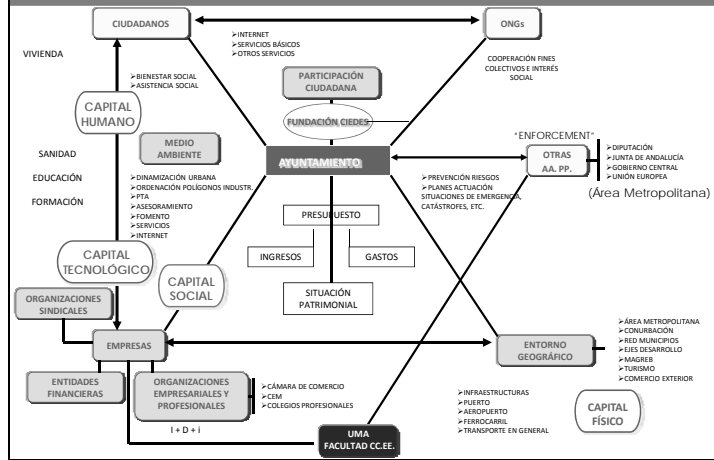 CIUDADANOS
ONGs
➢INTERNET
➢SERVICIOS BÁSICOS
➢OTROS SERVICIOS
VIVIENDA
COOPERACIÓN FINES
COLECTIVOS E INTERÉS
SOCIAL
➢BIENESTAR SOCIAL
➢ASISTENCIA SOCIAL
PARTICIPACIÓN
CIUDADANA
CAPITAL
HUMANO
FUNDACIÓN CIEDES
MEDIO
AMBIENTE
"ENFORCEMENT"
OTRAS
AA. PP.
➢DIPUTACIÓN
➢JUNTA DE ANDALUCÍA
➢GOBIERNO CENTRAL
➢UNIÓN EUROPEA
(Área Metropolitana)
SANIDAD
EDUCACIÓN
FORMACIÓN
AYUNTAMIENTO
➢DINAMIZACIÓN URBANA
➢ORDENACIÓN POLÍGONOS INDUSTR.
➢PTA
➢ASESORAMIENTO
➢FOMENTO
➢SERVICIOS
➢INTERNET
➢PREVENCIÓN RIESGOS
➢PLANES ACTUACIÓN
SITUACIONES DE EMERGENCIA,
CATÁSTROFES, ETC.
PRESUPUESTO
INGRESOS
GASTOS
SITUACIÓN
PATRIMONIAL
CAPITAL
TECNOLÓGICO
CAPITAL
SOCIAL
ORGANIZACIONES
SINDICALES
EMPRESAS
ENTORNO
GEOGRÁFICO
➢ÁREA METROPOLITANA
➢CONURBACIÓN
➢RED MUNICIPIOS
➢EJES DESARROLLO
➢MAGREB
➢TURISMO
➢COMERCIO EXTERIOR
ENTIDADES
FINANCIERAS
ORGANIZACIONES
EMPRESARIALES Y
PROFESIONALES
➢CÁMARA DE COMERCIO
➢CEM
➢COLEGIOS PROFESIONALES
➢INFRAESTRUCTURAS
➢PUERTO
➢AEROPUERTO
➢FERROCARRIL
➢TRANSPORTE EN GENERAL
CAPITAL
FÍSICO
I + D + i
UMA
FACULTAD CC.EE.